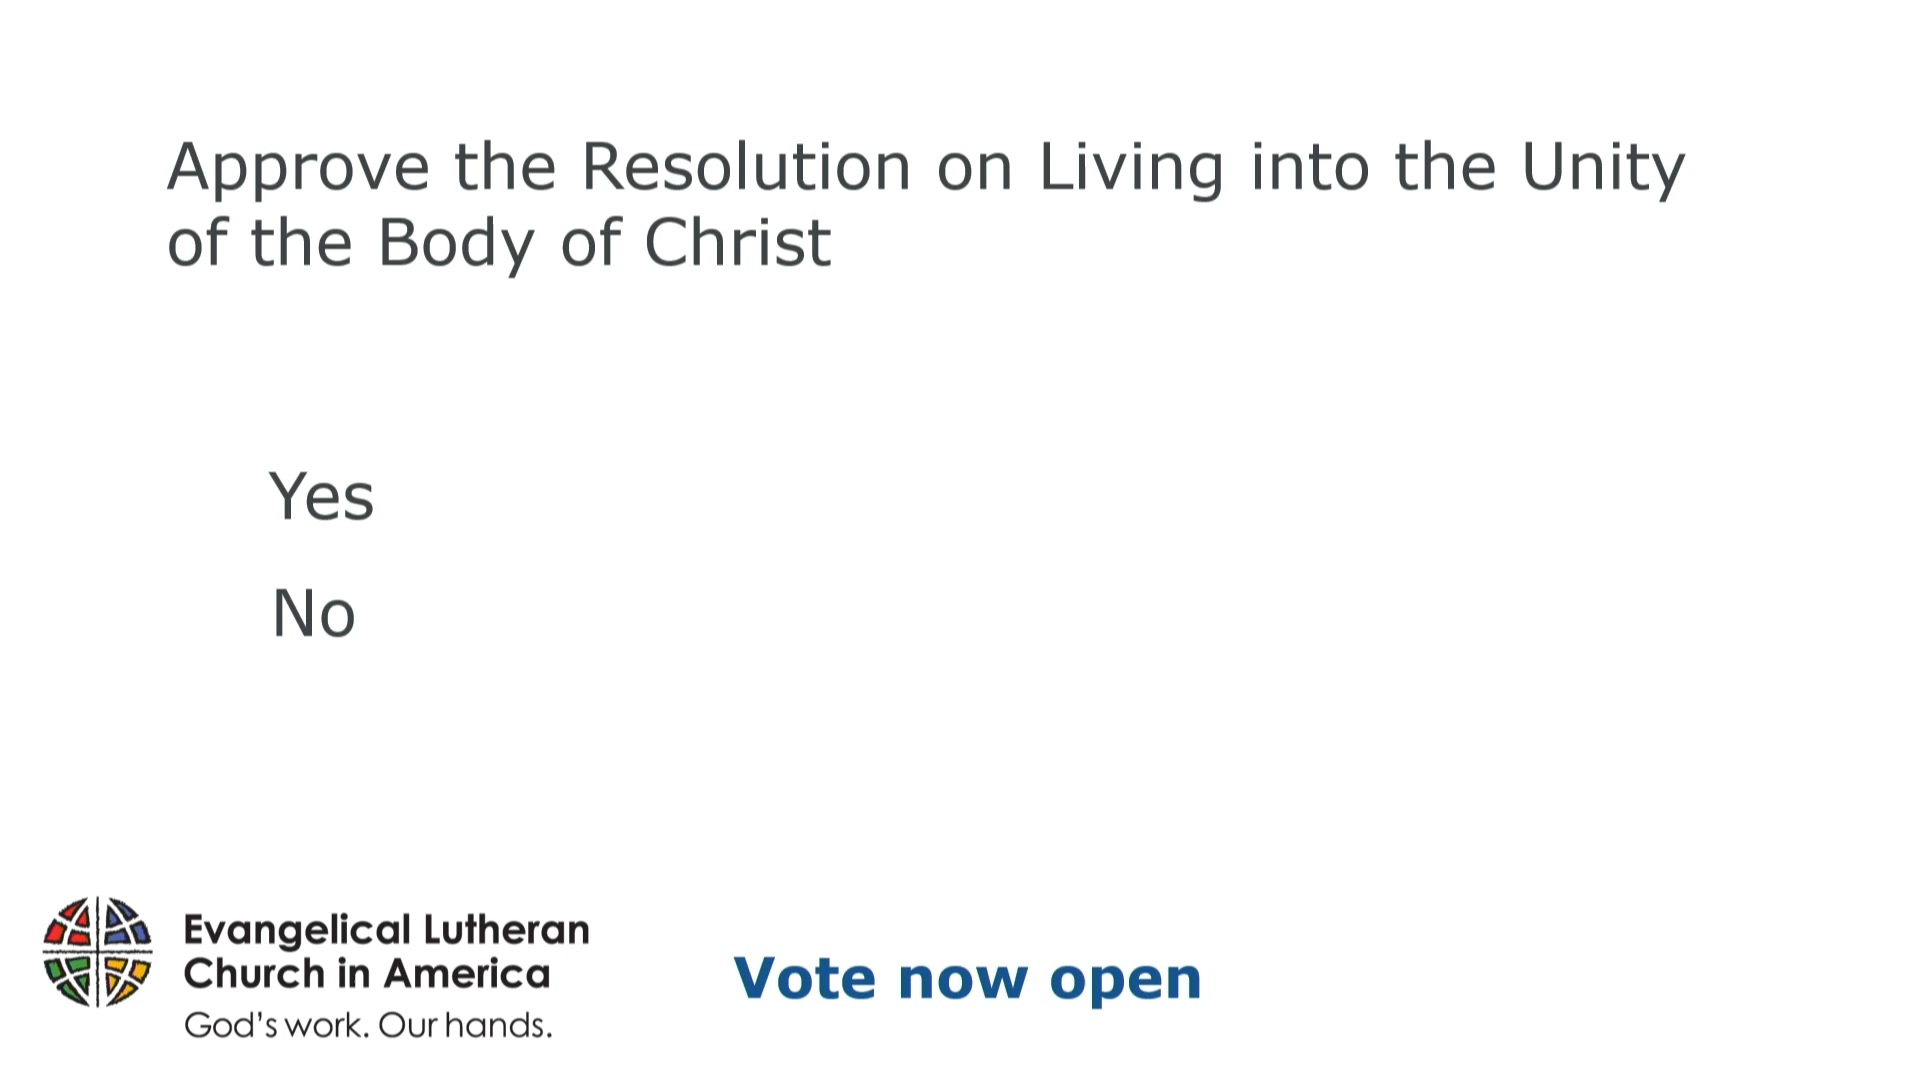 Approve the Resolution on Living into the Unity
of the Body of Christ
Yes
No
Evangelical Lutheran
Church in America
God's work. Our hands.
Vote now open